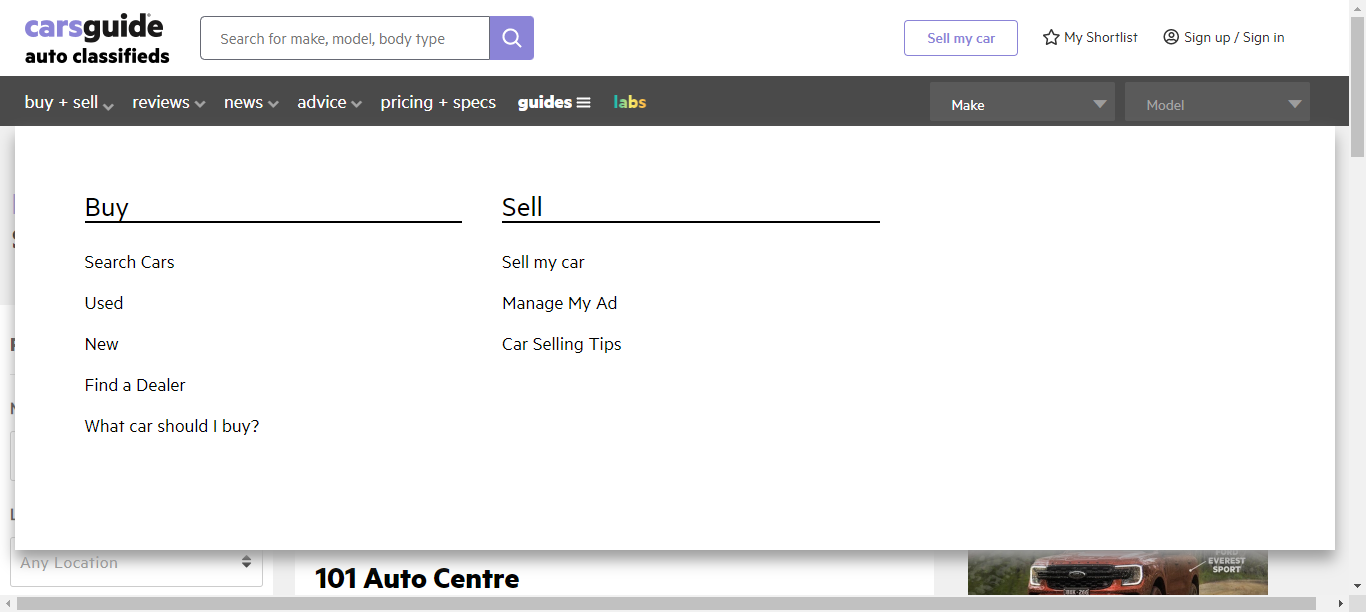 carsguide
auto classifieds
Search for make, model, body type
Sell my car
My Shortlist
Sign up / Sign in
buy + sell
reviews
news
advice
pricing + specs
guides
labs
Make
Model
Buy
Search Cars
Used
New
Find a Dealer
What car should I buy?
Sell
Sell my car
Manage My Ad
Car Selling Tips
Any Location
101 Auto Centre
FORD
EVEREST
SPORT